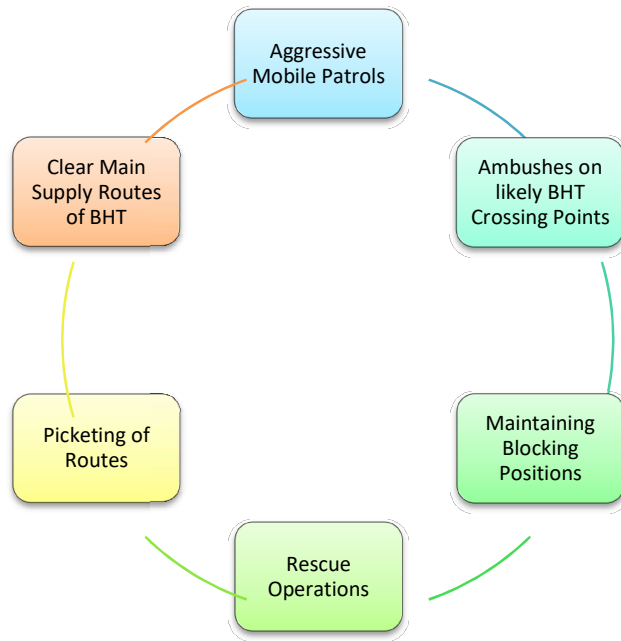 Aggressive
Mobile Patrols
Ambushes on
likely BHT
Crossing Points
Maintaining
Blocking
Positions
Rescue
Operations
Picketing of
Routes
Clear Main
Supply Routes
of BHT